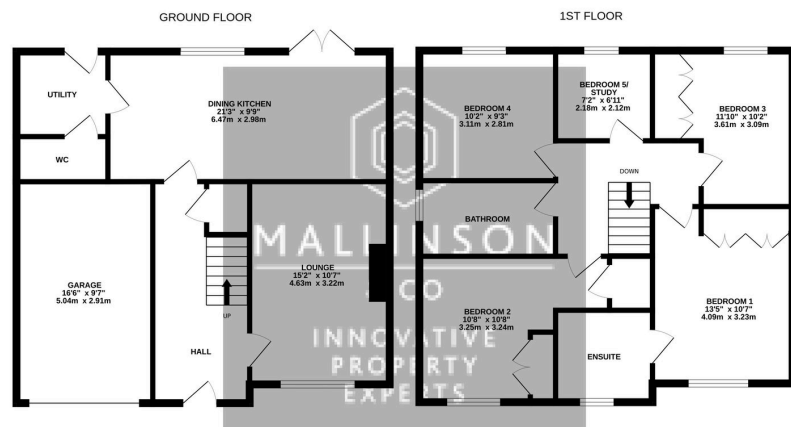 GROUND FLOOR
1ST FLOOR
UTILITY
WC
DINING KITCHEN
21'3" x 9'9"
6.47m x 2.98m
GARAGE
16'6" x 9'7"
5.04m x 2.91m
LOUNGE
15'2" x 10'7"
4.63m x 3.22m
UP
HALL
BEDROOM 4
10'2" x 9'3"
3.11m x 2.81m
BEDROOM 5/
STUDY
7'2" x 6'11"
2.18m x 2.12m
BEDROOM 3
11'10" x 10'2"
3.61m x 3.09m
DOWN
BATHROOM
BEDROOM 2
10'8" x 10'8"
3.25m x 3.24m
BEDROOM 1
13'5" x 10'7"
4.09m x 3.23m
ENSUITE
MALLINSON
& CO
INNOVATIVE
PROPERTY
EXPERTS